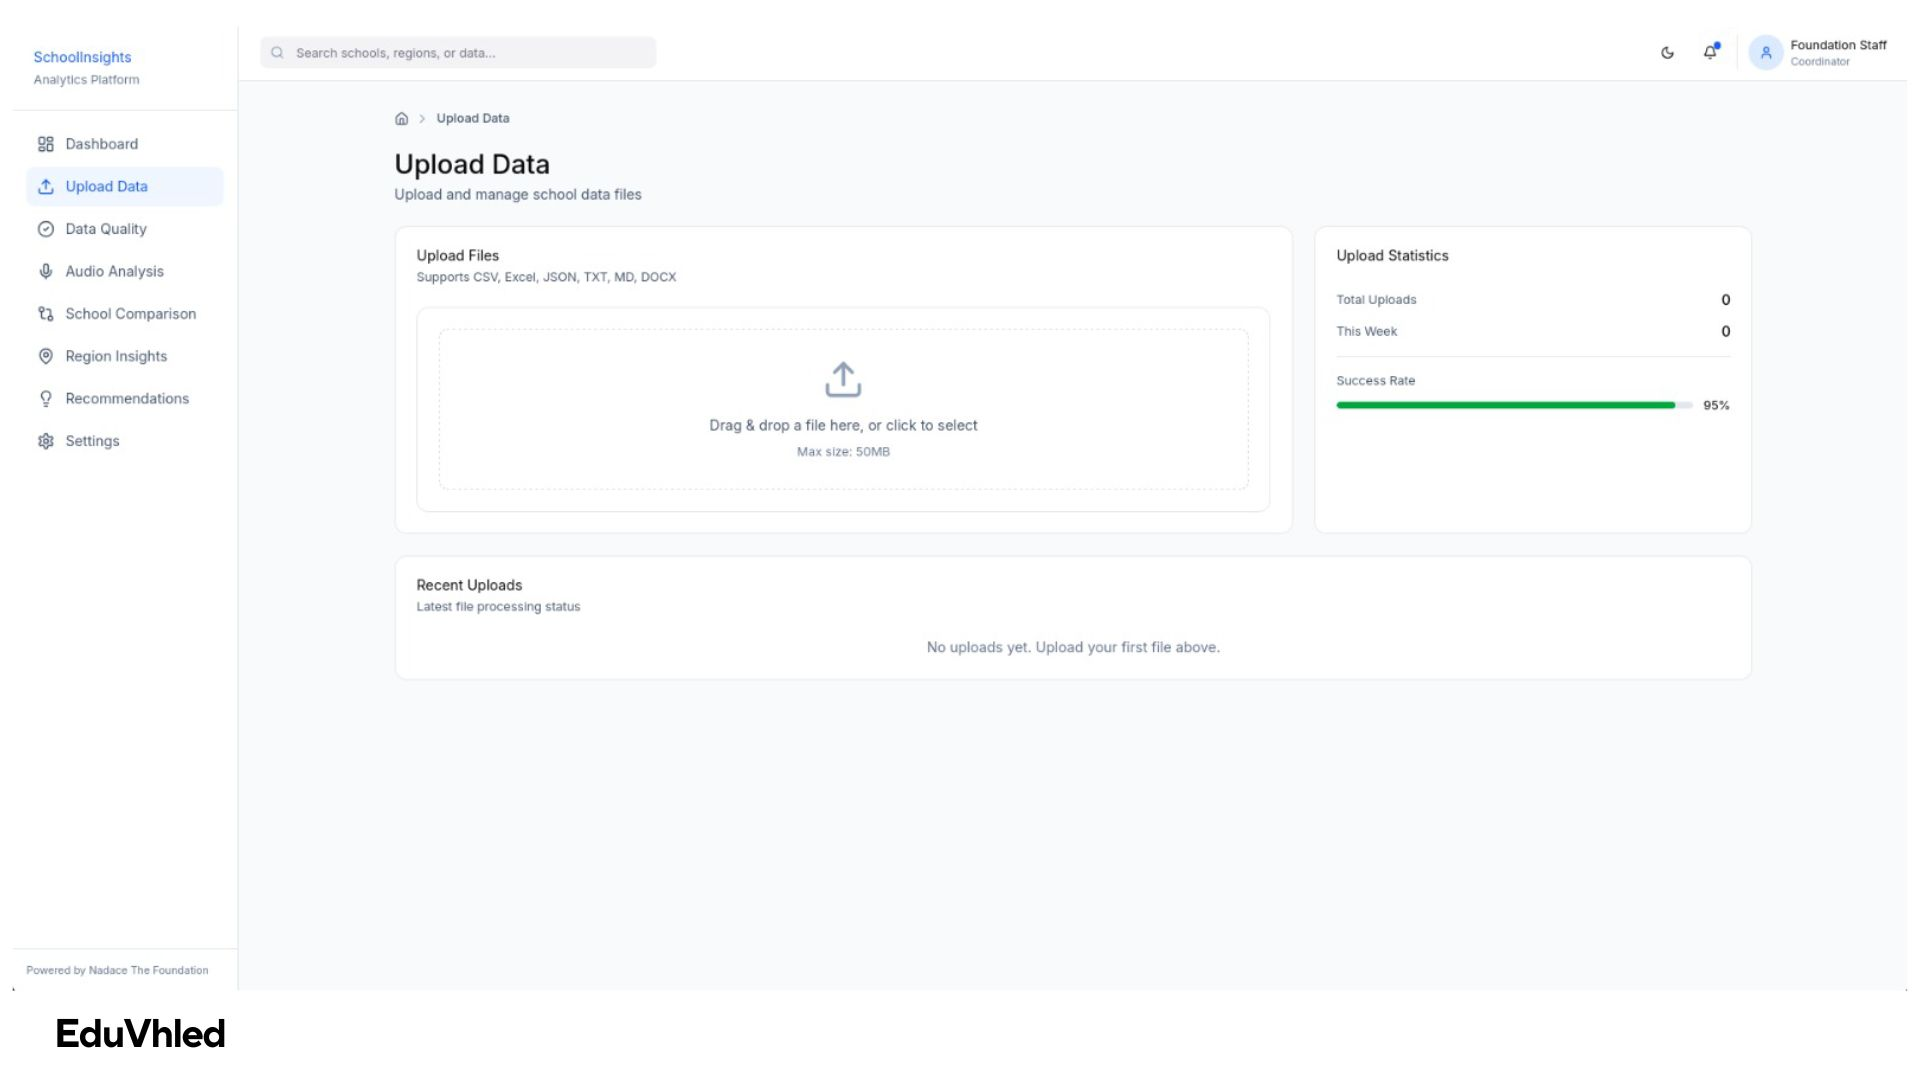 SchoolInsights
Analytics Platform
Dashboard
Upload Data
Data Quality
Audio Analysis
School Comparison
Region Insights
Recommendations
Settings
Powered by Nadace The Foundation
Search schools, regions, or data...
Foundation Staff
Coordinator
Upload Data
Upload Data
Upload and manage school data files
Upload Files
Supports CSV, Excel, JSON, TXT, MD, DOCX
Drag & drop a file here, or click to select
Max size: 50MB
Upload Statistics
Total Uploads 0
This Week 0
Success Rate
95%
Recent Uploads
Latest file processing status
No uploads yet. Upload your first file above.
EduVhled